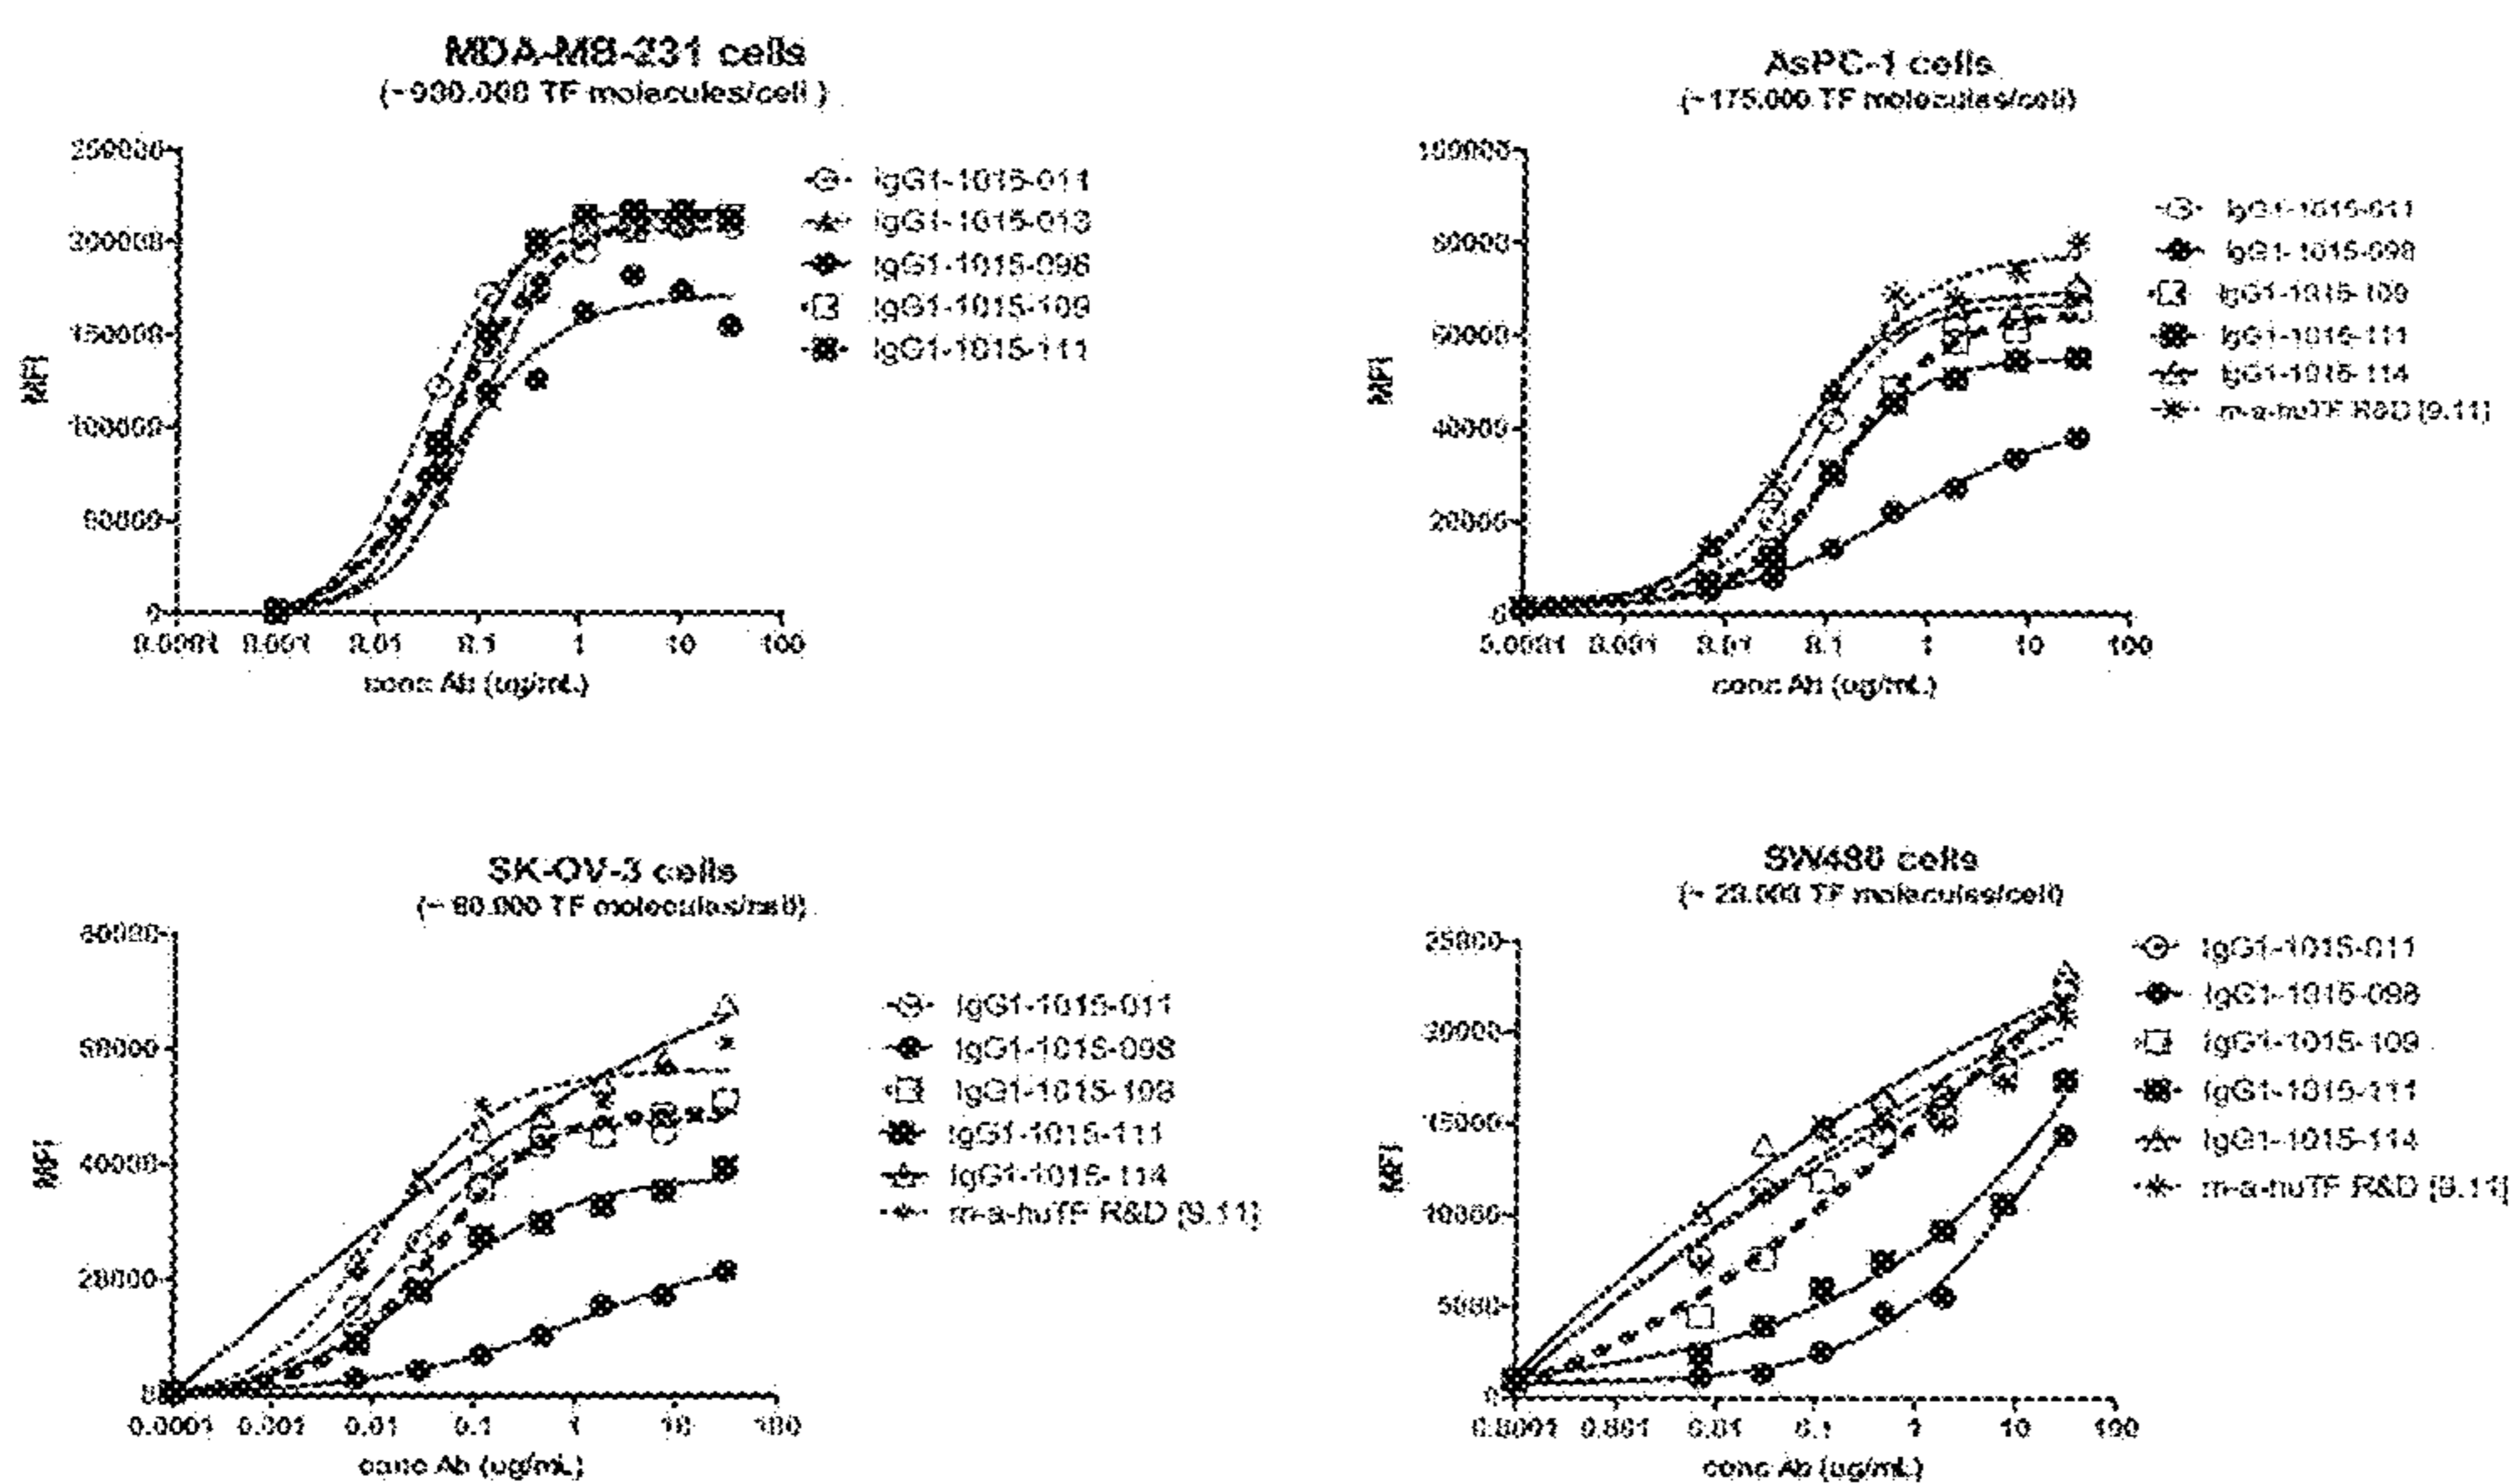 MDA-MB-231 cells
TF molecules/cell )
250000
200000
150000
100000
50000
0
MFI
0.0001 0.001 0.01 0.1 1 10 100
conc Ab (ug/mL)
IgG1-1015-011
IgG1-1015-013
IgG1-1015-098
IgG1-1015-109
IgG1-1015-111
AsPC-1 cells
(~175.000 TF molecules/cell)
100000
80000
60000
40000
20000
0
MFI
0.0001 0.001 0.01 0.1 1 10 100
conc Ab (ug/mL)
IgG1-1015-011
IgG1-1015-098
IgG1-1015-109
IgG1-1015-111
IgG1-1015-114
m-a-huTF R&D [9.11]
SK-OV-3 cells
TF molecules/cell)
80000
60000
40000
20000
0
MFI
0.0001 0.001 0.01 0.1 1 10 100
conc Ab (ug/mL)
IgG1-1015-011
IgG1-1015-098
IgG1-1015-109
IgG1-1015-111
IgG1-1015-114
m-a-huTF R&D [9.11]
SW480 cells
TF molecules/cell)
25000
20000
15000
10000
5000
0
MFI
0.0001 0.001 0.01 0.1 1 10 100
conc Ab (ug/mL)
IgG1-1015-011
IgG1-1015-098
IgG1-1015-109
IgG1-1015-111
IgG1-1015-114
m-a-huTF R&D [9.11]